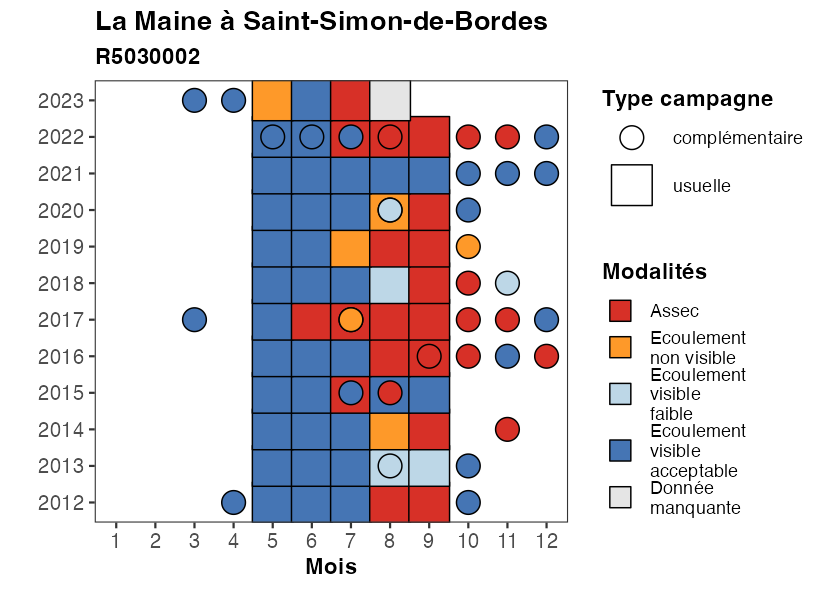 La Maine à Saint-Simon-de-Bordes
R5030002
2023
2022
2021
2020
2019
2018
2017
2016
2015
2014
2013
2012
1 2 3 4 5 6 7 8 9 10 11 12
Mois
Type campagne
complémentaire
usuelle
Modalités
Assec
Ecoulement
non visible
Ecoulement
visible
faible
Ecoulement
visible
acceptable
Donnée
manquante